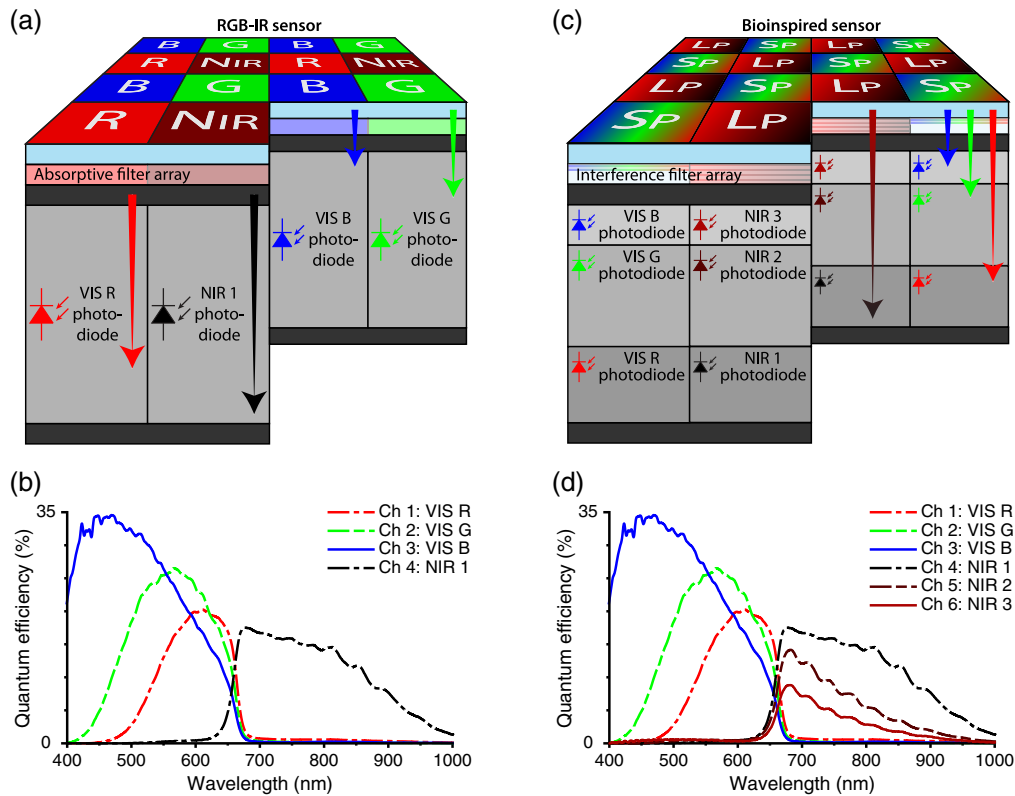 (a)
RGB-IR sensor
B G B G
R NIR R NIR
B G B G
R NIR
Absorptive filter array
VIS B
photo-
diode
VIS G
photo-
diode
VIS R
photo-
diode
NIR 1
photo-
diode
(c)
Bioinspired sensor
LP SP LP SP
SP LP SP LP
LP SP LP SP
SP LP
Interference filter array
VIS B
photodiode
NIR 3
photodiode
VIS G
photodiode
NIR 2
photodiode
VIS R
photodiode
NIR 1
photodiode
(b)
35
0
Quantum efficiency (%)
Ch 1: VIS R
Ch 2: VIS G
Ch 3: VIS B
Ch 4: NIR 1
400 500 600 700 800 900 1000
Wavelength (nm)
(d)
35
0
Quantum efficiency (%)
Ch 1: VIS R
Ch 2: VIS G
Ch 3: VIS B
Ch 4: NIR 1
Ch 5: NIR 2
Ch 6: NIR 3
400 500 600 700 800 900 1000
Wavelength (nm)